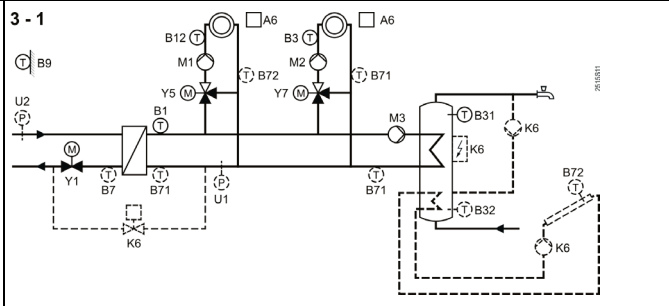 3 - 1
A6
A6
B12 T
B3 T
T B9
M1
T B72
M2
T B71
Y5 M
Y7 M
U2
P
B1
T
M3
T B31
K6
K6
M
Y1
T
B7
T
B71
P
U1
T
B71
T B32
B72
T
K6
K6
2515S11